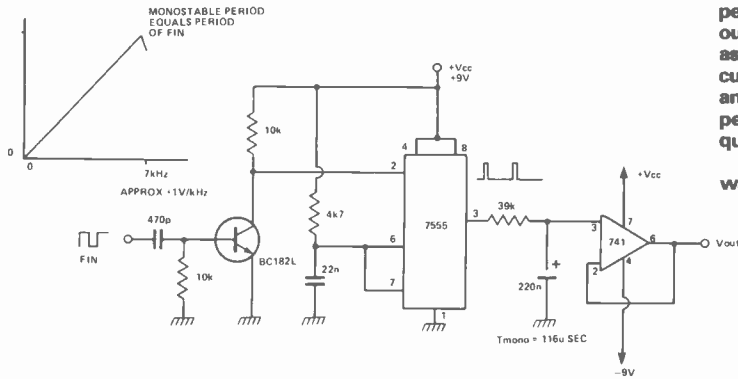 MONOSTABLE PERIOD
EQUALS PERIOD
OF FIN
0
0
7kHz
APPROX +1V/kHz
FIN
470p
10k
10k
BC182L
4k7
22n
+Vcc
+9V
4
8
2
7555
6
7
3
1
39k
220n
+
Tmono = 116u SEC
+Vcc
3
7
741
6
2
4
Vout
-9V
pe
ou
as
cu
an
pe
qu
w